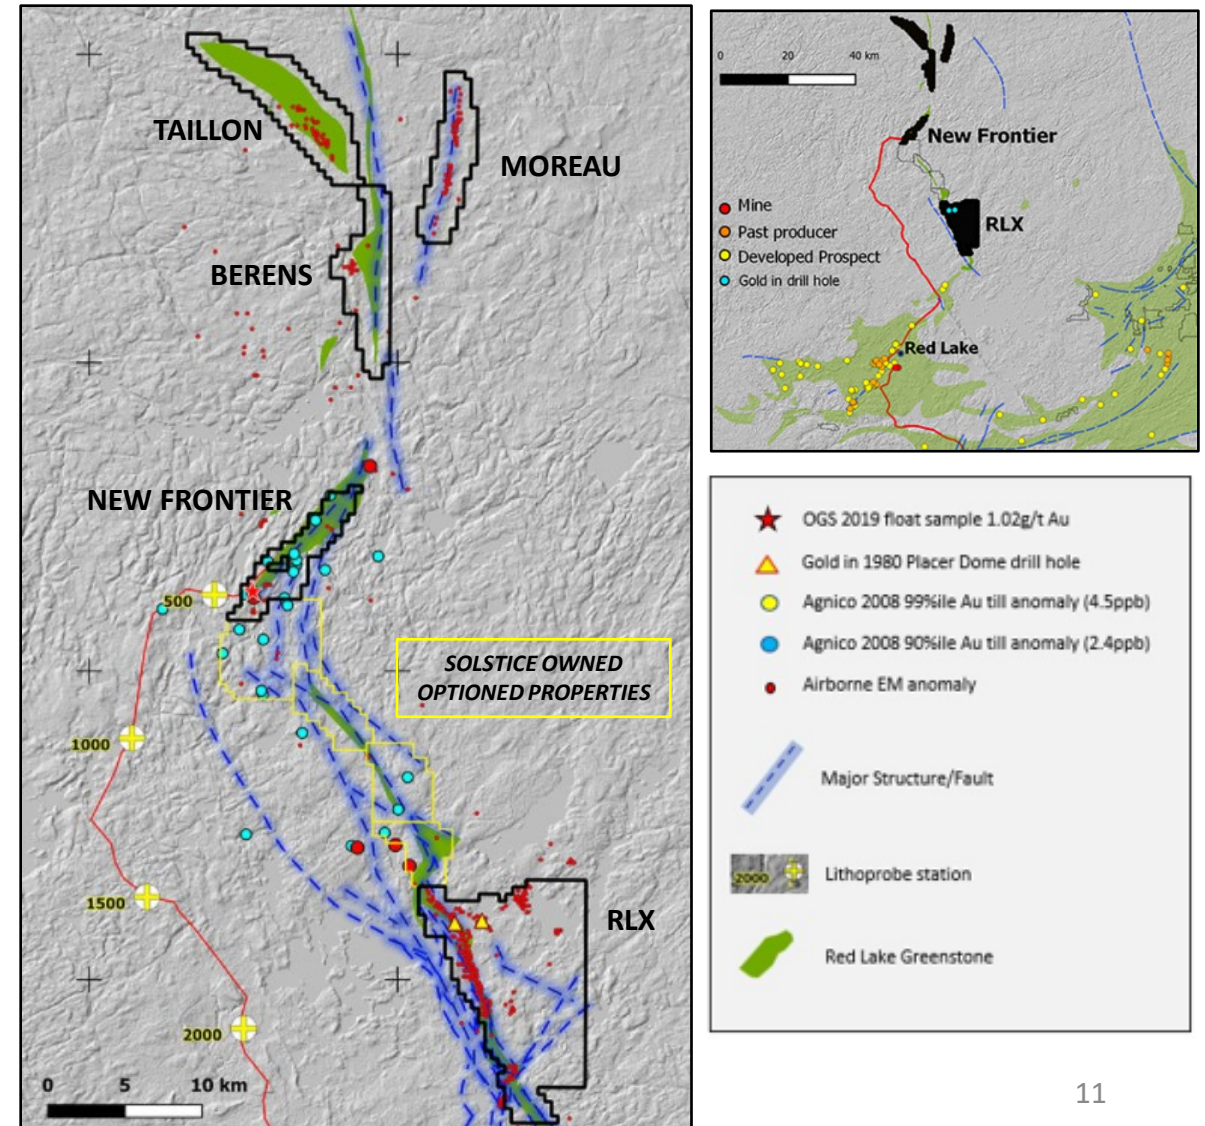 TAILLON
MOREAU
BERENS
NEW FRONTIER
500
SOLSTICE OWNED
OPTIONED PROPERTIES
1000
1500
RLX
2000
0 5 10 km
0 20 40 km
New Frontier
RLX
Mine
Past producer
Developed Prospect
Gold in drill hole
Red Lake
OGS 2019 float sample 1.02g/t Au
Gold in 1980 Placer Dome drill hole
Agnico 2008 99%ile Au till anomaly (4.5ppb)
Agnico 2008 90%ile Au till anomaly (2.4ppb)
Airborne EM anomaly
Major Structure/Fault
2000
Lithoprobe station
Red Lake Greenstone
11